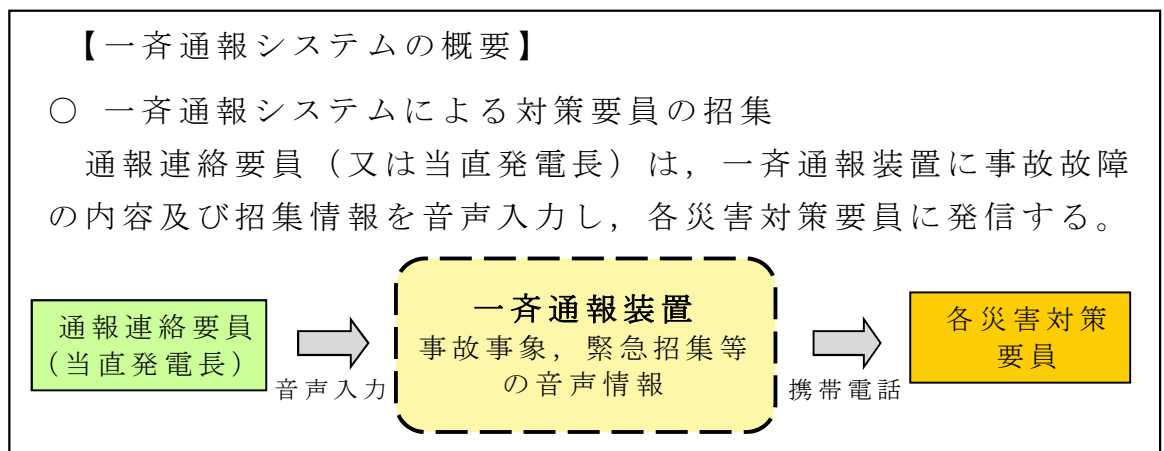 【一斉通報システムの概要】
○ 一斉通報システムによる対策要員の招集
通報連絡要員（又は当直発電長）は，一斉通報装置に事故故障
の内容及び招集情報を音声入力し，各災害対策要員に発信する。
通報連絡要員
（当直発電長）
音声入力
一斉通報装置
事故事象，緊急招集等
の音声情報
携帯電話
各災害対策
要員